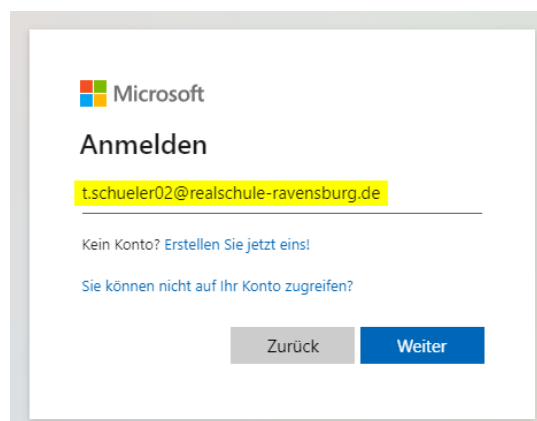 Microsoft
Anmelden
t.schueler02@realschule-ravensburg.de
Kein Konto? Erstellen Sie jetzt eins!
Sie können nicht auf Ihr Konto zugreifen?
Zurück Weiter